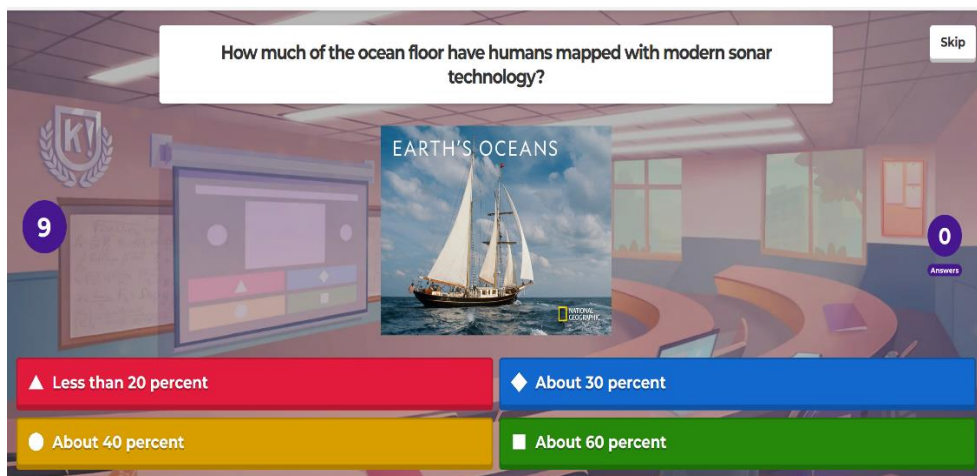 How much of the ocean floor have humans mapped with modern sonar
technology?
Skip
K!
EARTH'S OCEANS
NATIONAL
GEOGRAPHIC
9
0
Answers
Less than 20 percent
About 30 percent
About 40 percent
About 60 percent